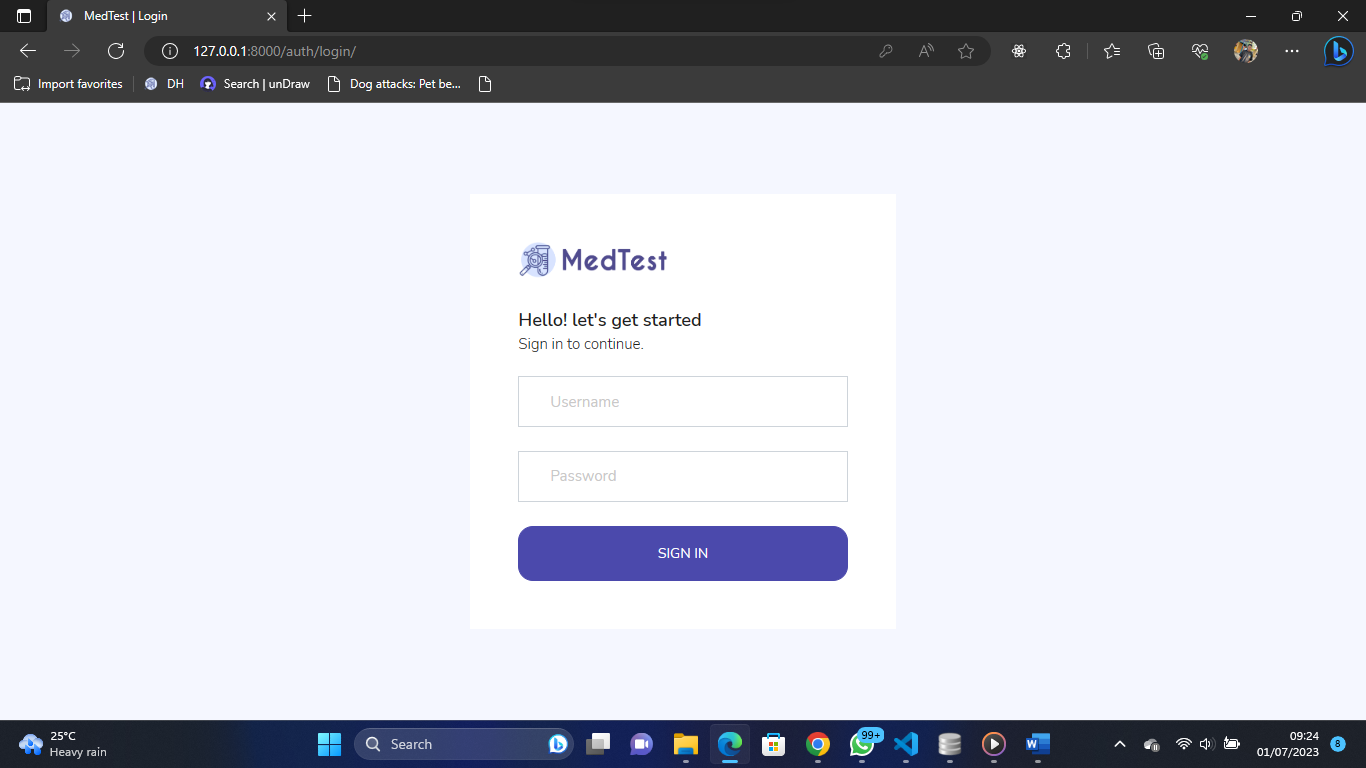 MedTest | Login
127.0.0.1:8000/auth/login/
Import favorites
DH
Search | unDraw
Dog attacks: Pet be...
MedTest
Hello! let's get started
Sign in to continue.
Username
Password
SIGN IN
25°C
Heavy rain
Search
99+
09:24
01/07/2023
8